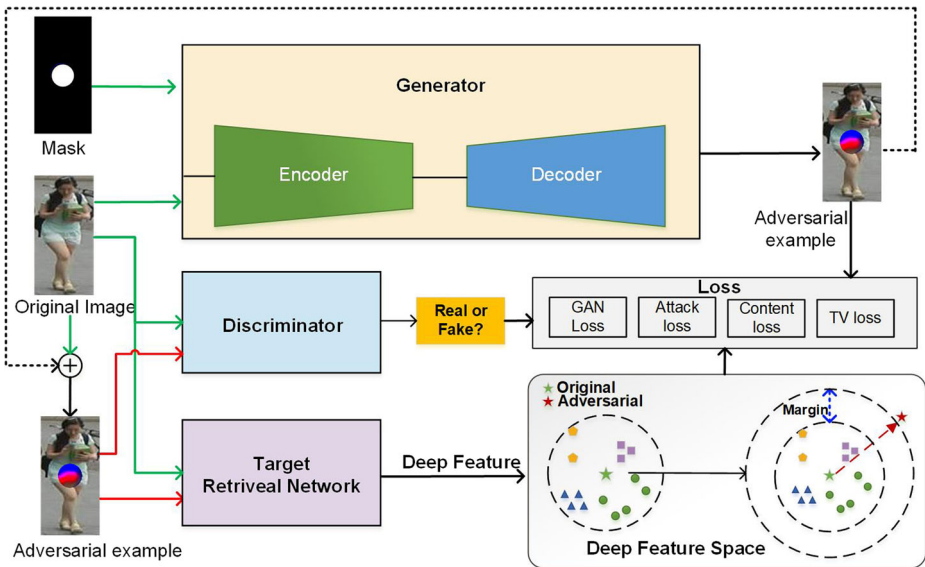 Mask
Generator
Encoder
Decoder
Adversarial
example
Original Image
Discriminator
Real or
Fake?
Loss
GAN
Loss
Attack
loss
Content
loss
TV loss
Adversarial example
Target
Retriveal Network
Deep Feature
Original
Adversarial
Margin
Deep Feature Space